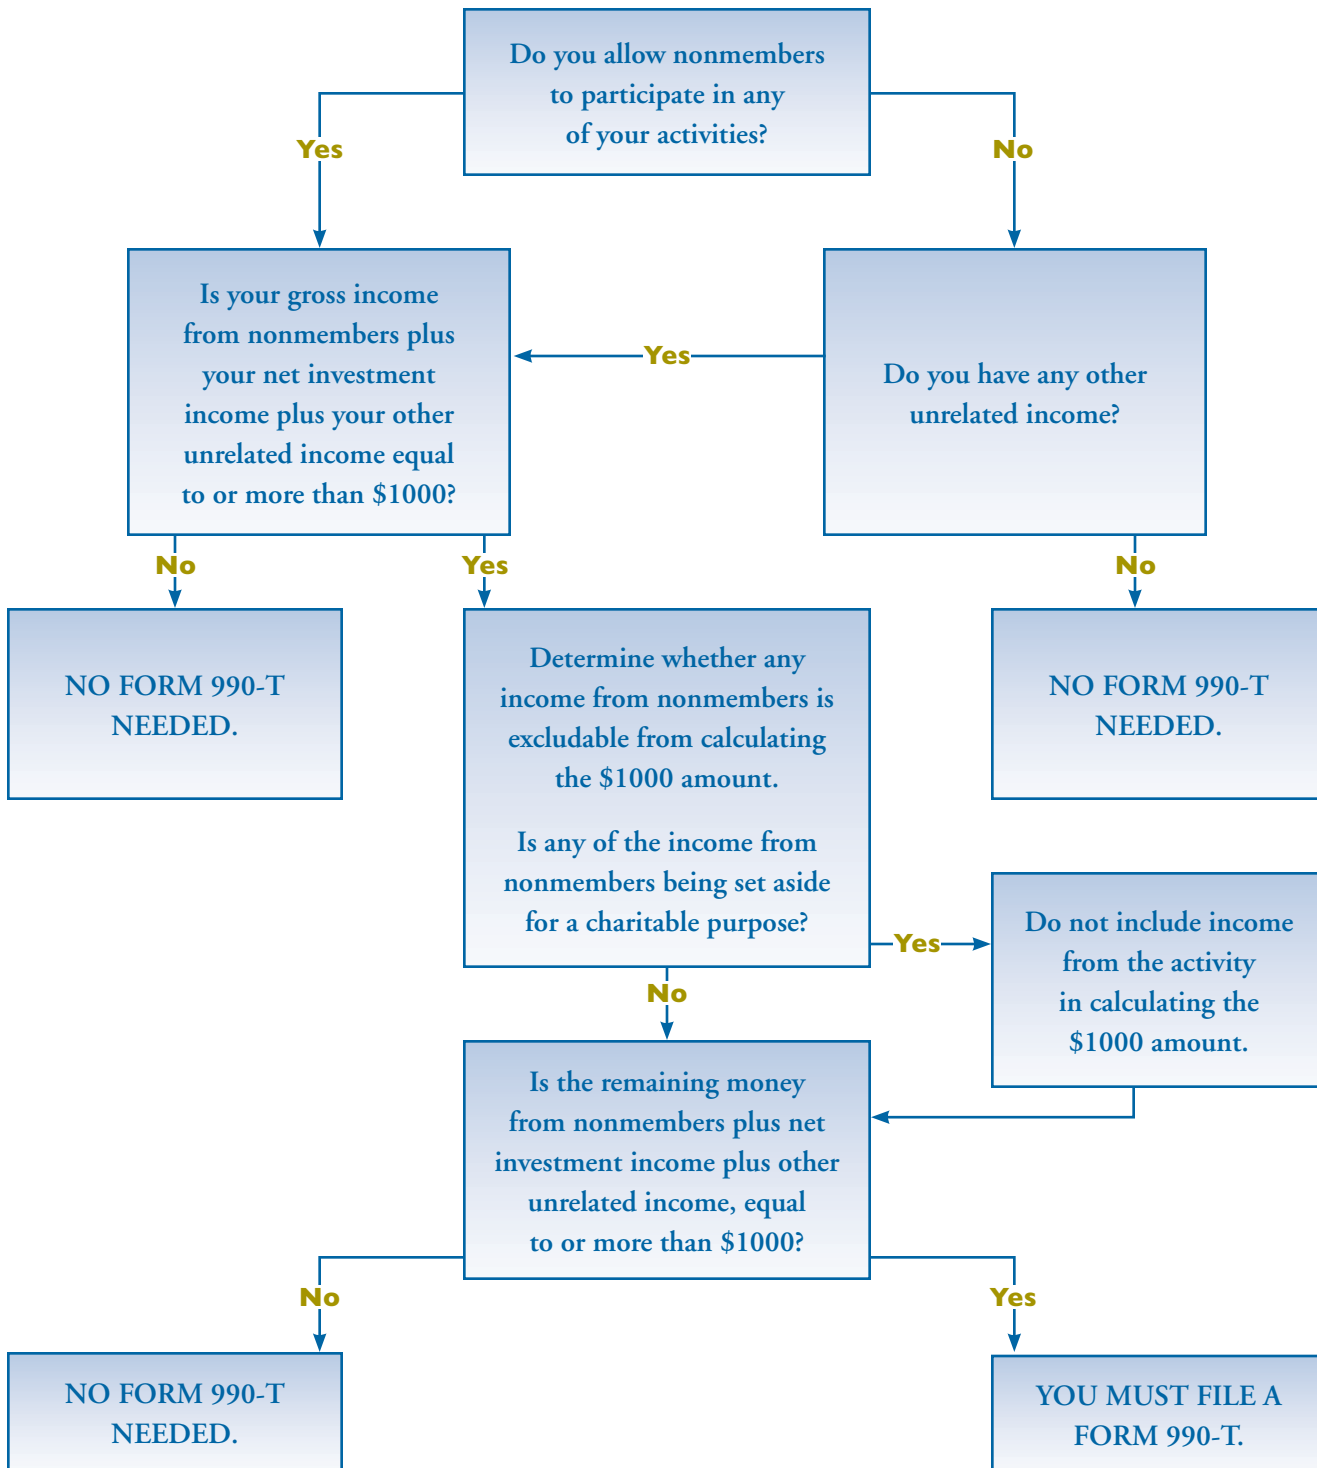 Do you allow nonmembers
to participate in any
of your activities?
Yes
No
Is your gross income
from nonmembers plus
your net investment
income plus your other
unrelated income equal
to or more than $1000?
Yes
Do you have any other
unrelated income?
No
Yes
No
NO FORM 990-T
NEEDED.
Determine whether any
income from nonmembers is
excludable from calculating
the $1000 amount.
Is any of the income from
nonmembers being set aside
for a charitable purpose?
NO FORM 990-T
NEEDED.
Yes
Do not include income
from the activity
in calculating the
$1000 amount.
No
Is the remaining money
from nonmembers plus net
investment income plus other
unrelated income, equal
to or more than $1000?
No
Yes
NO FORM 990-T
NEEDED.
YOU MUST FILE A
FORM 990-T.